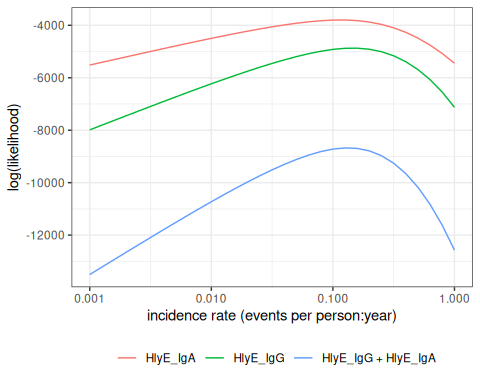 -4000
-6000
-8000
-10000
-12000
log(likelihood)
0.001 0.010 0.100 1.000
incidence rate (events per person:year)
HlyE_IgA HlyE_IgG HlyE_IgG + HlyE_IgA